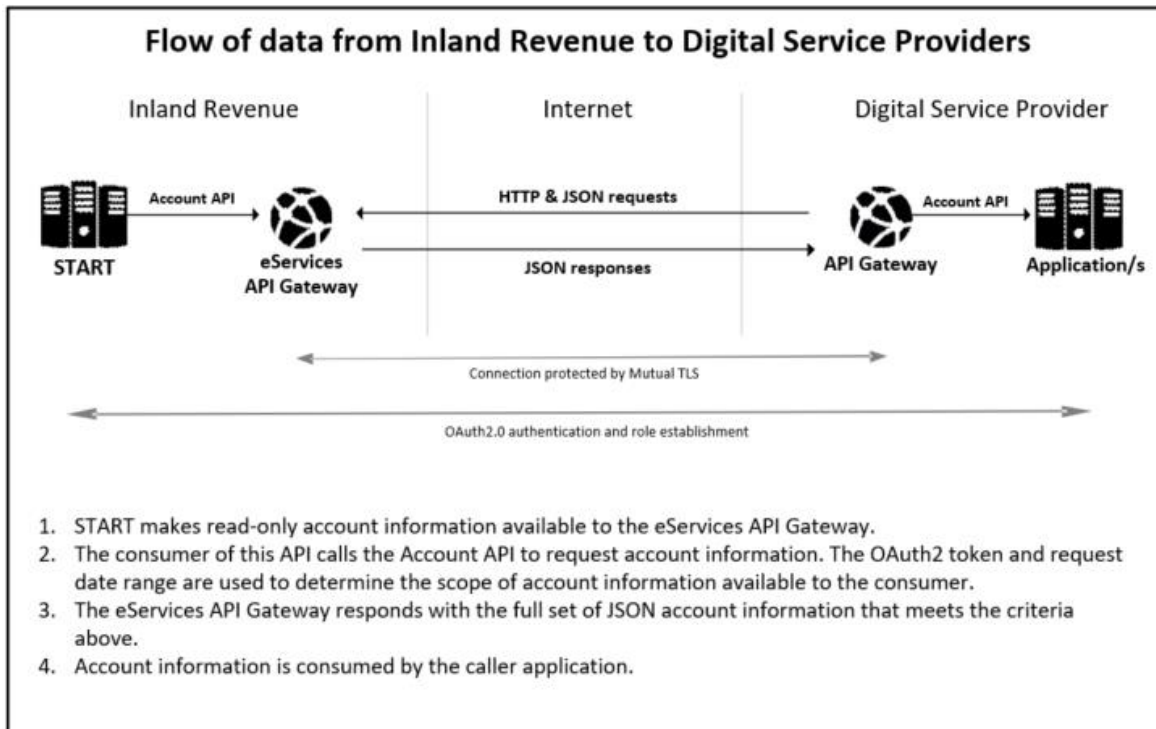 Flow of data from Inland Revenue to Digital Service Providers
Inland Revenue
Internet
Digital Service Provider
Account API
HTTP & JSON requests
Account API
START
eServices
API Gateway
JSON responses
API Gateway
Application/s
Connection protected by Mutual TLS
OAuth2.0 authentication and role establishment
1. START makes read-only account information available to the eServices API Gateway.
2. The consumer of this API calls the Account API to request account information. The OAuth2 token and request
date range are used to determine the scope of account information available to the consumer.
3. The eServices API Gateway responds with the full set of JSON account information that meets the criteria
above.
4. Account information is consumed by the caller application.